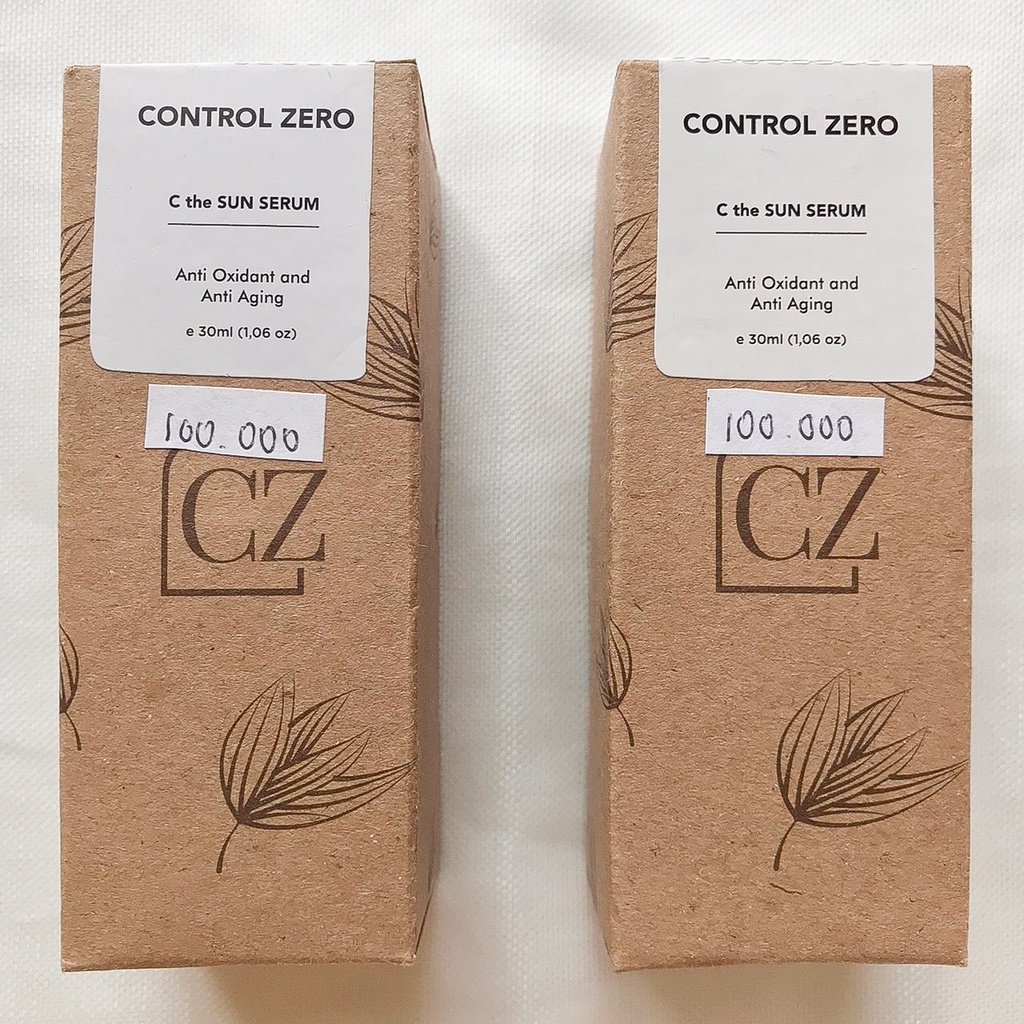 CONTROL ZERO
C the SUN SERUM
Anti Oxidant and
Anti Aging
e 30ml (1,06 oz)
100.000
CZ
CONTROL ZERO
C the SUN SERUM
Anti Oxidant and
Anti Aging
e 30ml (1,06 oz)
100.000
CZ